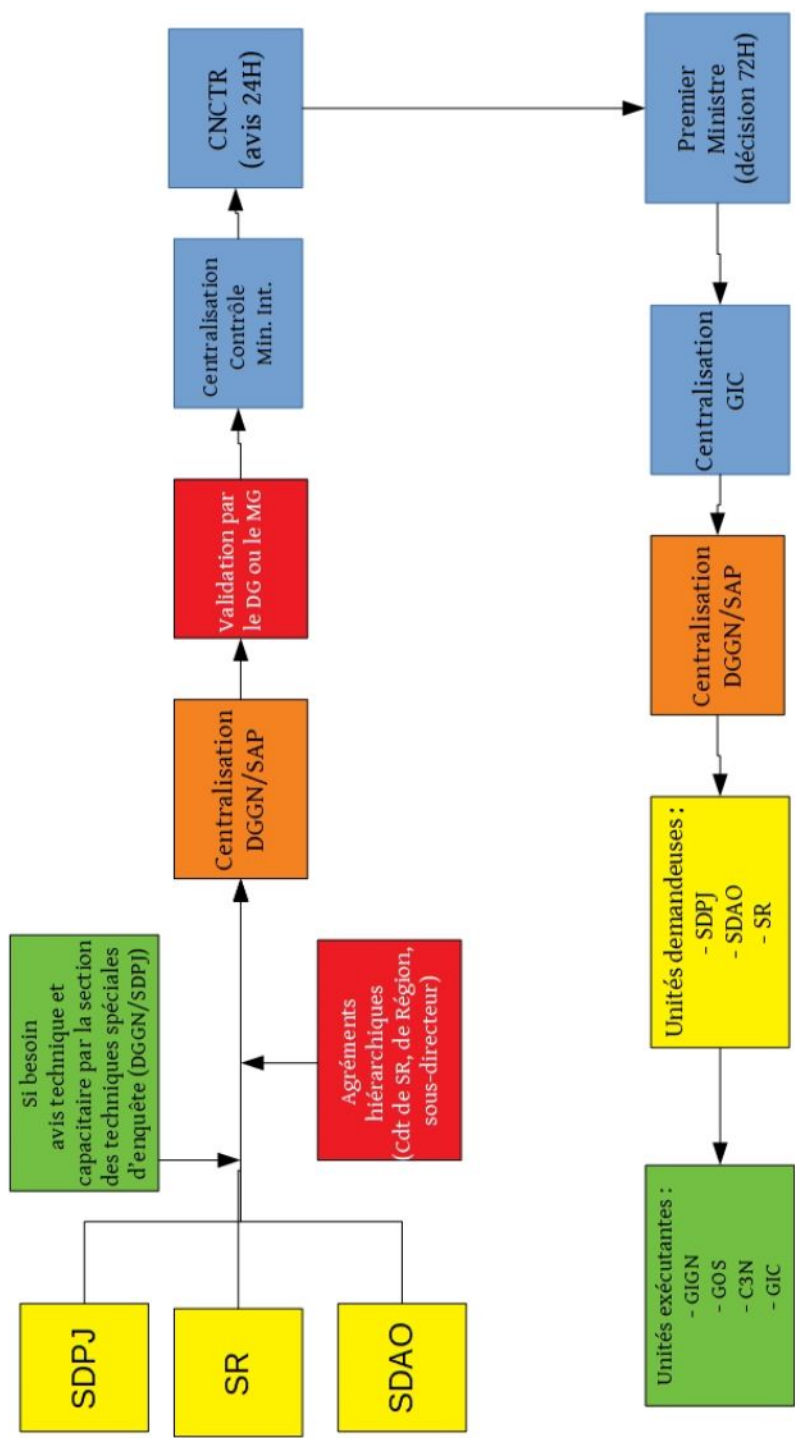 SDPJ
SR
SDAO
Si besoin
avis technique et
capacitaire par la section
des techniques spéciales
d'enquête (DGGN/SDPJ)
Agréments
hiérarchiques
(Cdt de SR, de Région,
sous-directeur)
Centralisation
DGGN/SAP
Validation par
le DG ou le MG
Centralisation
Contrôle
Min. Int.
CNCTR
(avis 24H)
Premier
Ministre
(décision 72H)
Centralisation
GIC
Centralisation
DGGN/SAP
Unités demandeuses :
- SDPJ
- SDAO
- SR
Unités exécutantes :
- GIGN
- GOS
- C3N
- GIC